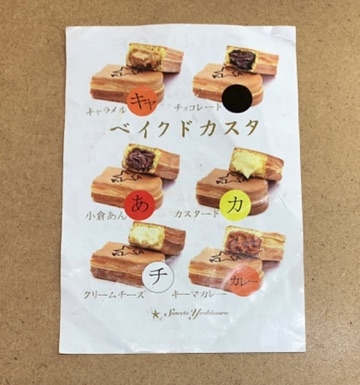 キャ
キャラメル チョコレート
ベイクドカスタ
あ カ
小倉あん カスタード
チ カレー
クリームチーズ キーマカレー
Sweets Yoshimura